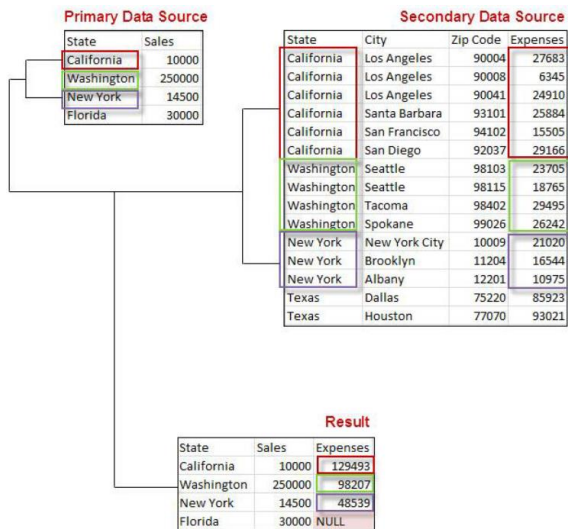 Primary Data Source
State Sales
California 10000
Washington 250000
New York 14500
Florida 30000
Secondary Data Source
State City Zip Code Expenses
California Los Angeles 90004 27683
California Los Angeles 90008 6345
California Los Angeles 90041 24910
California Santa Barbara 93101 25884
California San Francisco 94102 15505
California San Diego 92037 29166
Washington Seattle 98103 23705
Washington Seattle 98115 18765
Washington Tacoma 98402 29495
Washington Spokane 99026 26242
New York New York City 10009 21020
New York Brooklyn 11204 16544
New York Albany 12201 10975
Texas Dallas 75220 85923
Texas Houston 77070 93021
Result
State Sales Expenses
California 10000 129493
Washington 250000 98207
New York 14500 48539
Florida 30000 NULL